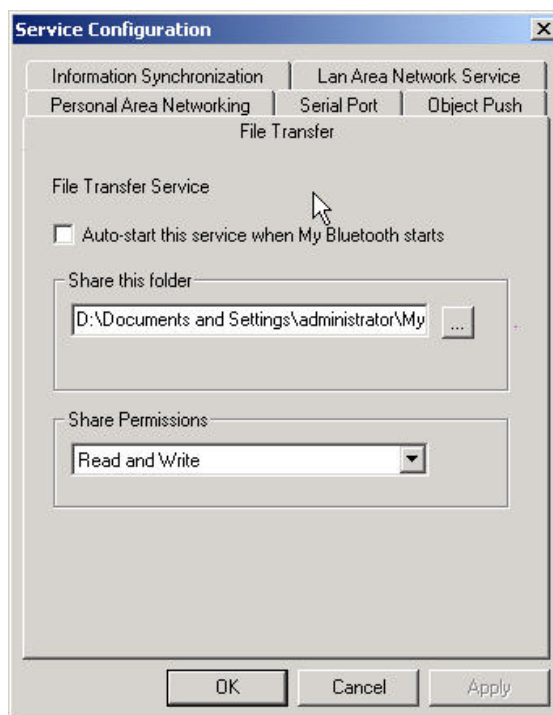 Service Configuration
Information Synchronization
Lan Area Network Service
Personal Area Networking
Serial Port
Object Push
File Transfer
File Transfer Service
Auto-start this service when My Bluetooth starts
Share this folder
D:\Documents and Settings\administrator\My
...
Share Permissions
Read and Write
OK
Cancel
Apply